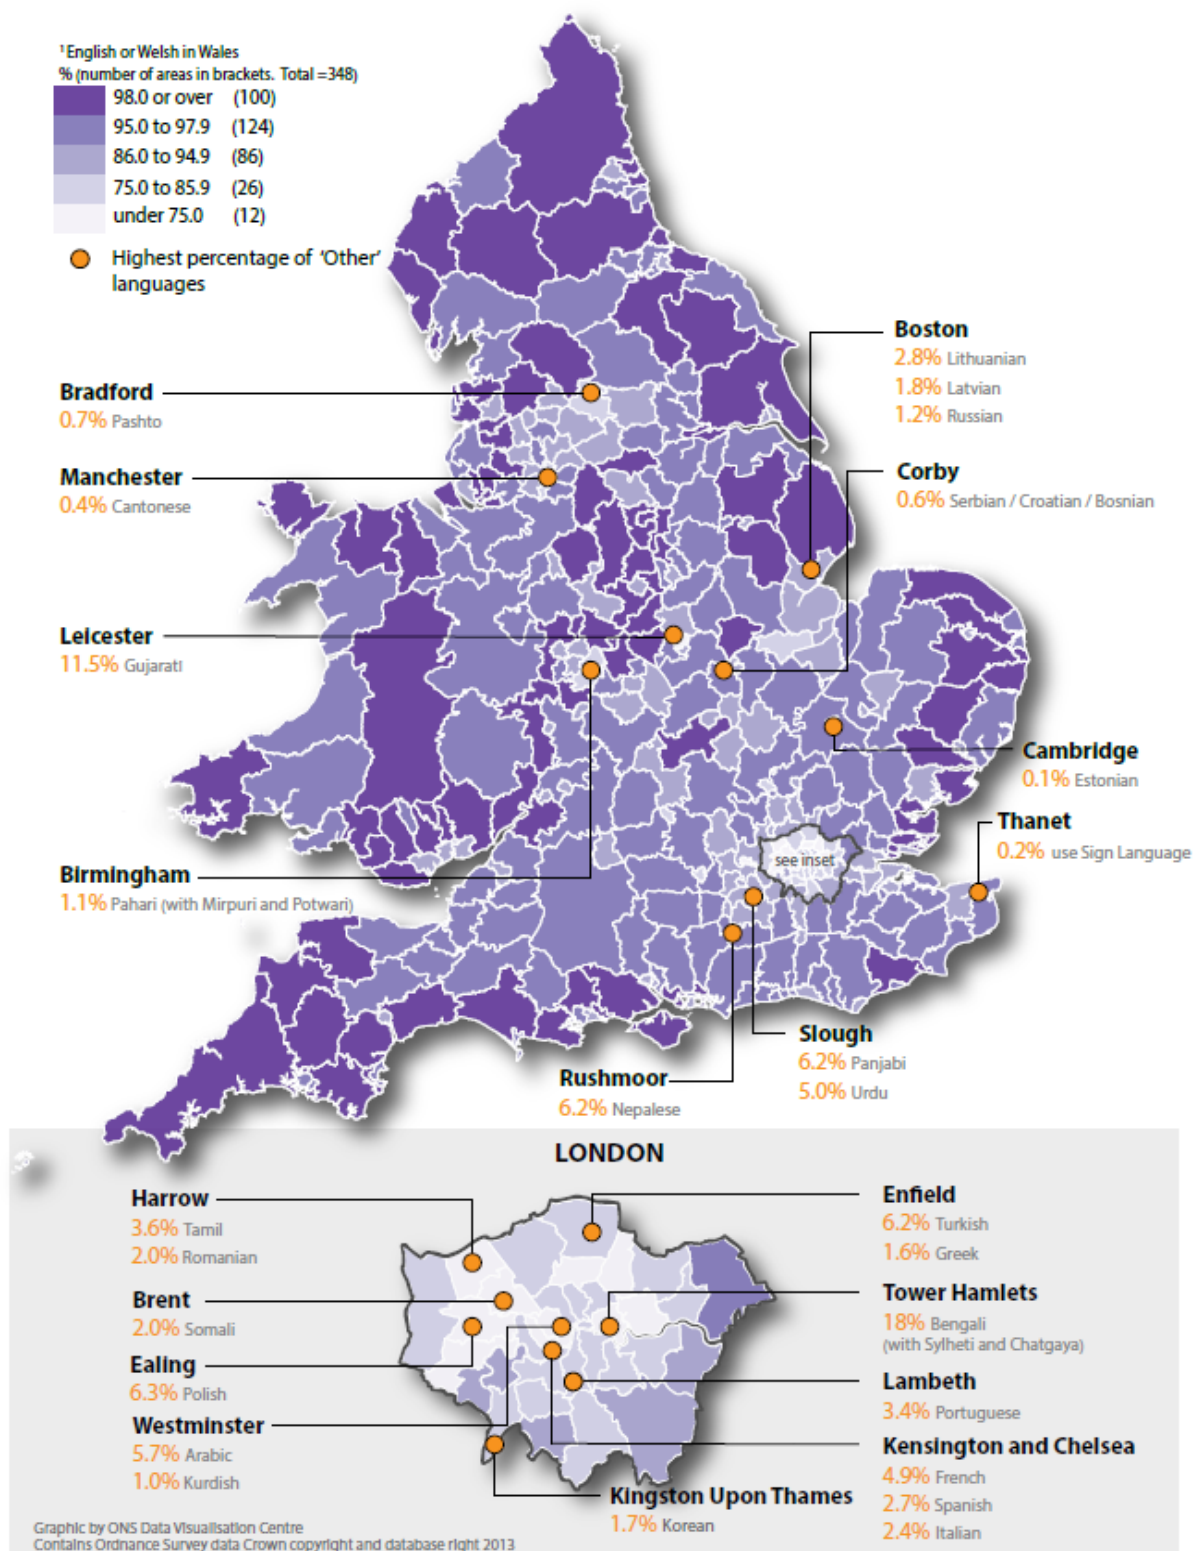 ¹English or Welsh in Wales
% (number of areas in brackets. Total =348)
98.0 or over (100)
95.0 to 97.9 (124)
86.0 to 94.9 (86)
75.0 to 85.9 (26)
under 75.0 (12)
Highest percentage of 'Other'
languages
Boston
2.8% Lithuanian
1.8% Latvian
1.2% Russian
Bradford
0.7% Pashto
Manchester
0.4% Cantonese
Corby
0.6% Serbian / Croatian / Bosnian
Leicester
11.5% Gujarati
Cambridge
0.1% Estonian
Thanet
0.2% use Sign Language
see inset
Birmingham
1.1% Pahari (with Mirpuri and Potwari)
Slough
6.2% Panjabi
5.0% Urdu
Rushmoor
6.2% Nepalese
LONDON
Harrow
3.6% Tamil
2.0% Romanian
Brent
2.0% Somali
Ealing
6.3% Polish
Westminster
5.7% Arabic
1.0% Kurdish
Enfield
6.2% Turkish
1.6% Greek
Tower Hamlets
18% Bengali
(with Sylheti and Chatgaya)
Lambeth
3.4% Portuguese
Kensington and Chelsea
4.9% French
2.7% Spanish
2.4% Italian
Kingston Upon Thames
1.7% Korean
Graphic by ONS Data Visualisation Centre
Contains Ordnance Survey data Crown copyright and database right 2013